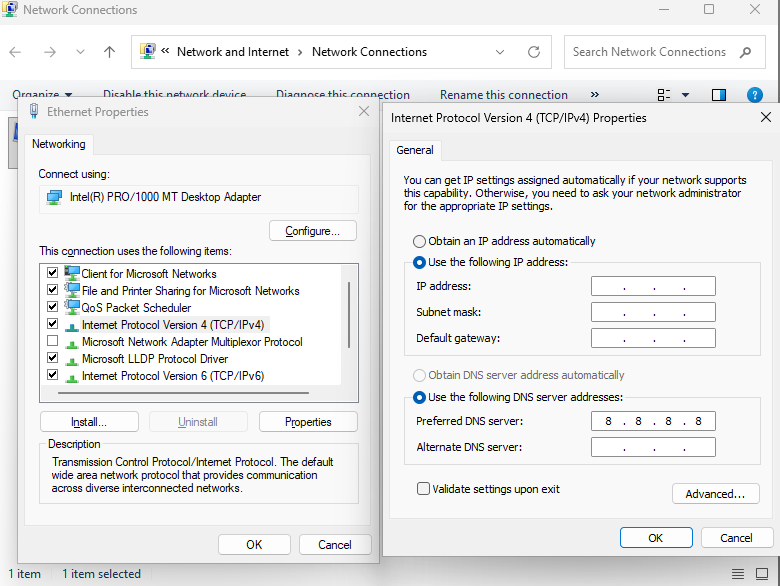 Network Connections
« Network and Internet › Network Connections
Search Network Connections
Organize Disable this network device Diagnose this connection Rename this connection »
Ethernet Properties
Networking
Connect using:
Intel(R) PRO/1000 MT Desktop Adapter
Configure...
This connection uses the following items:
Client for Microsoft Networks
File and Printer Sharing for Microsoft Networks
QoS Packet Scheduler
Internet Protocol Version 4 (TCP/IPv4)
Microsoft Network Adapter Multiplexor Protocol
Microsoft LLDP Protocol Driver
Internet Protocol Version 6 (TCP/IPv6)
Install... Uninstall Properties
Description
Transmission Control Protocol/Internet Protocol. The default
wide area network protocol that provides communication
across diverse interconnected networks.
OK Cancel
Internet Protocol Version 4 (TCP/IPv4) Properties
General
You can get IP settings assigned automatically if your network supports
this capability. Otherwise, you need to ask your network administrator
for the appropriate IP settings.
Obtain an IP address automatically
Use the following IP address:
IP address: . . .
Subnet mask: . . .
Default gateway: . . .
Obtain DNS server address automatically
Use the following DNS server addresses:
Preferred DNS server: 8 . 8 . 8 . 8
Alternate DNS server: . . .
Validate settings upon exit
Advanced...
OK Cancel
1 item 1 item selected